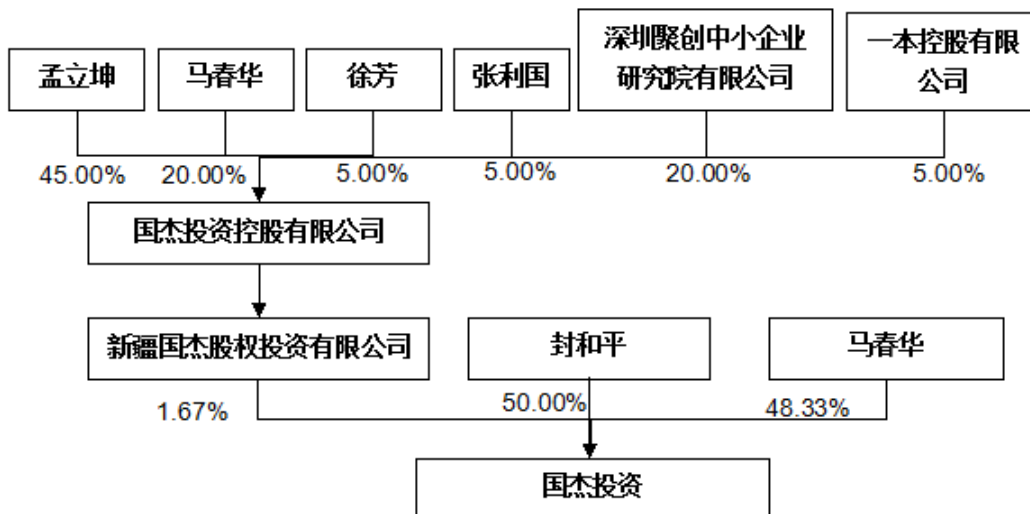 孟立坤
马春华
徐芳
张利国
深圳聚创中小企业
研究院有限公司
一本控股有限
公司
45.00%
20.00%
5.00%
5.00%
20.00%
5.00%
国杰投资控股有限公司
新疆国杰股权投资有限公司
封和平
马春华
1.67%
50.00%
48.33%
国杰投资